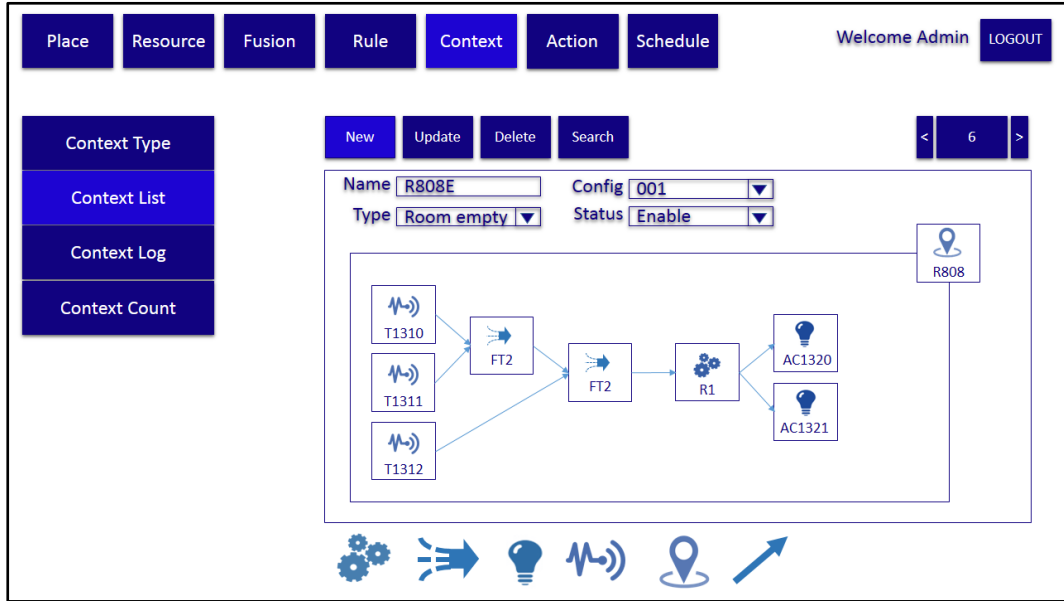 Place Resource Fusion Rule Context Action Schedule Welcome Admin LOGOUT
Context Type
Context List
Context Log
Context Count
New Update Delete Search < 6 >
Name R808E Config 001
Type Room empty Status Enable
R808
T1310
FT2
AC1320
T1311
FT2
R1
AC1321
T1312